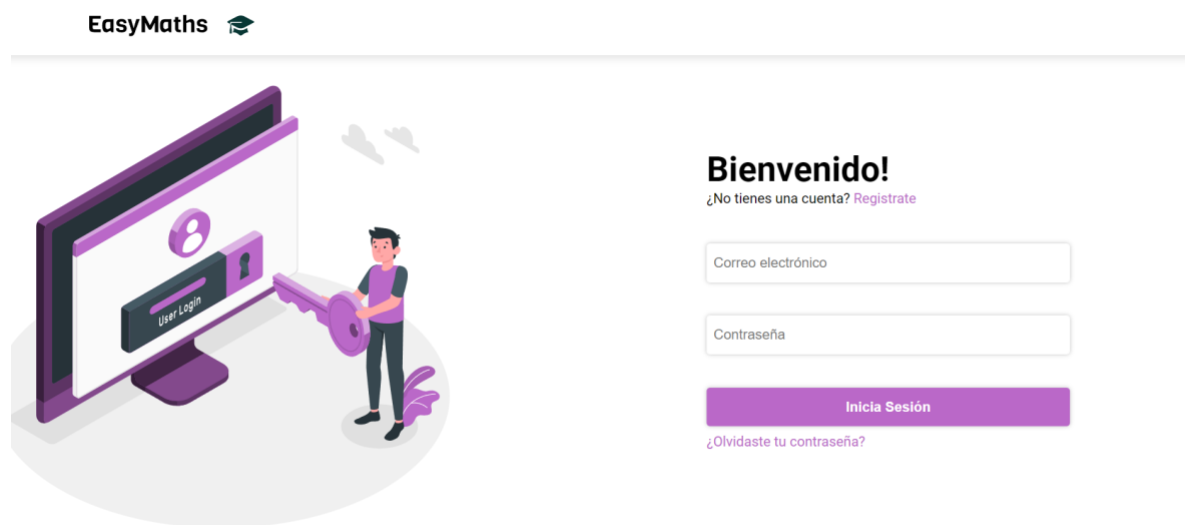 EasyMaths
User Login
Bienvenido!
¿No tienes una cuenta? Registrate
Correo electrónico
Contraseña
Inicia Sesión
¿Olvidaste tu contraseña?